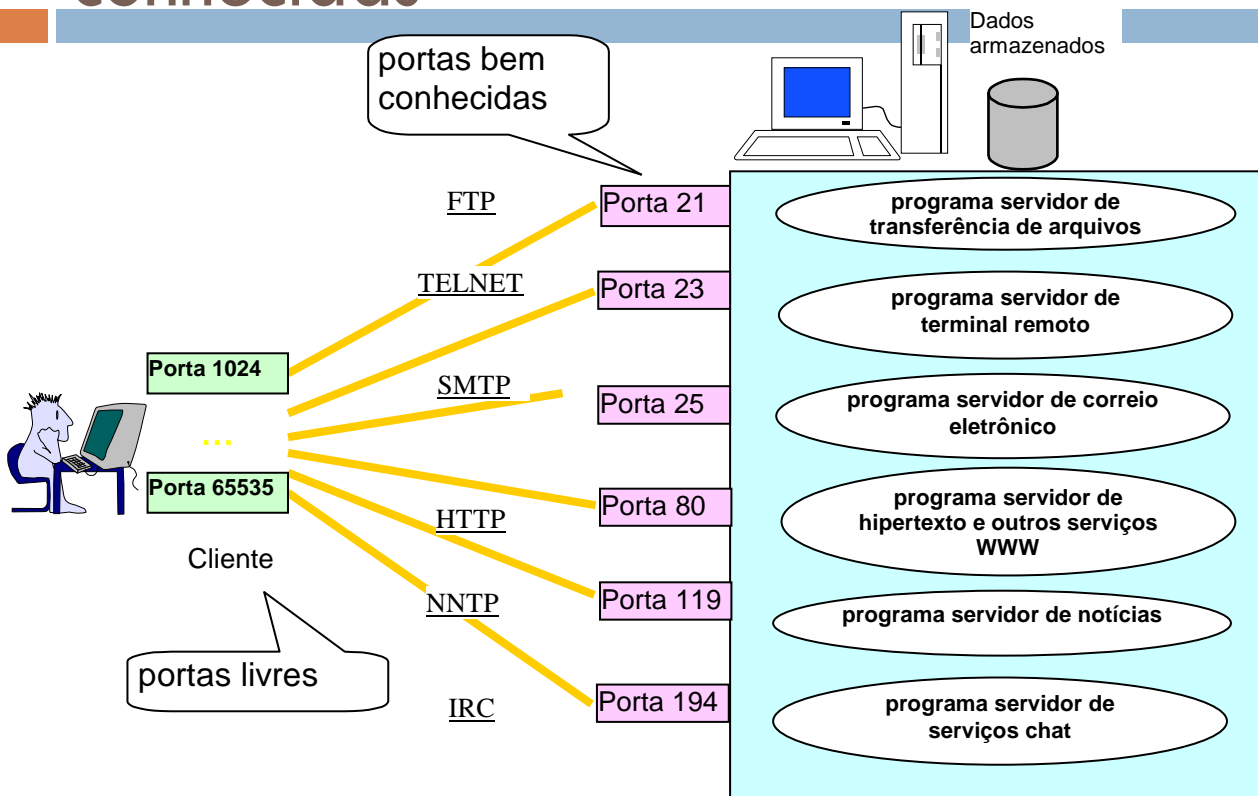 Dados
armazenados
portas bem
conhecidas
FTP
Porta 21
programa servidor de
transferência de arquivos
TELNET
Porta 23
programa servidor de
terminal remoto
Porta 1024
SMTP
Porta 25
programa servidor de correio
eletrônico
...
Porta 65535
Porta 80
programa servidor de
hipertexto e outros serviços
WWW
HTTP
Cliente
NNTP
Porta 119
programa servidor de notícias
portas livres
IRC
Porta 194
programa servidor de
serviços chat